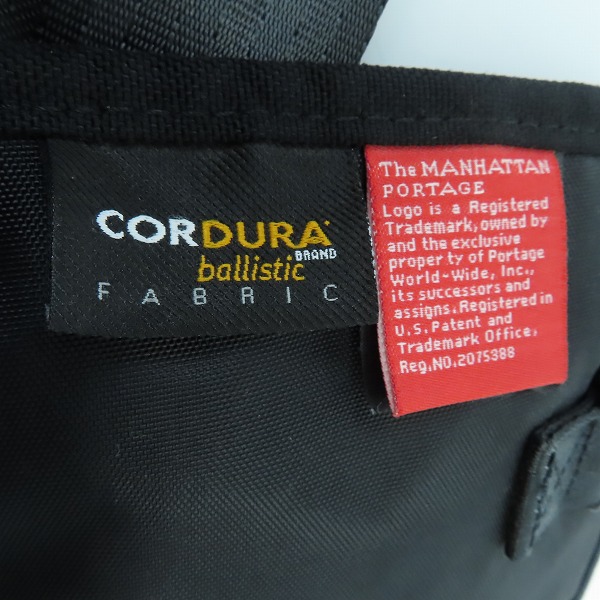 CORDURA
BRAND
ballistic
FABRIC
The MANHATTAN
PORTAGE
Logo is a Registered
Trademark, owned by
and the exclusive
property of Portage
World-Wide, Inc.,
its successors and
assigns. Registered in
U.S. Patent and
Trademark Office,
Reg.NO.2075388